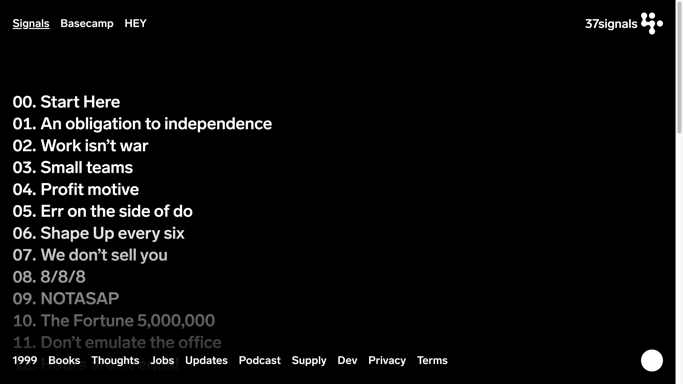 Signals Basecamp HEY
37signals
00. Start Here
01. An obligation to independence
02. Work isn’t war
03. Small teams
04. Profit motive
05. Err on the side of do
06. Shape Up every six
07. We don’t sell you
08. 8/8/8
09. NOTASAP
10. The Fortune 5,000,000
11. Don’t emulate the office
1999 Books Thoughts Jobs Updates Podcast Supply Dev Privacy Terms